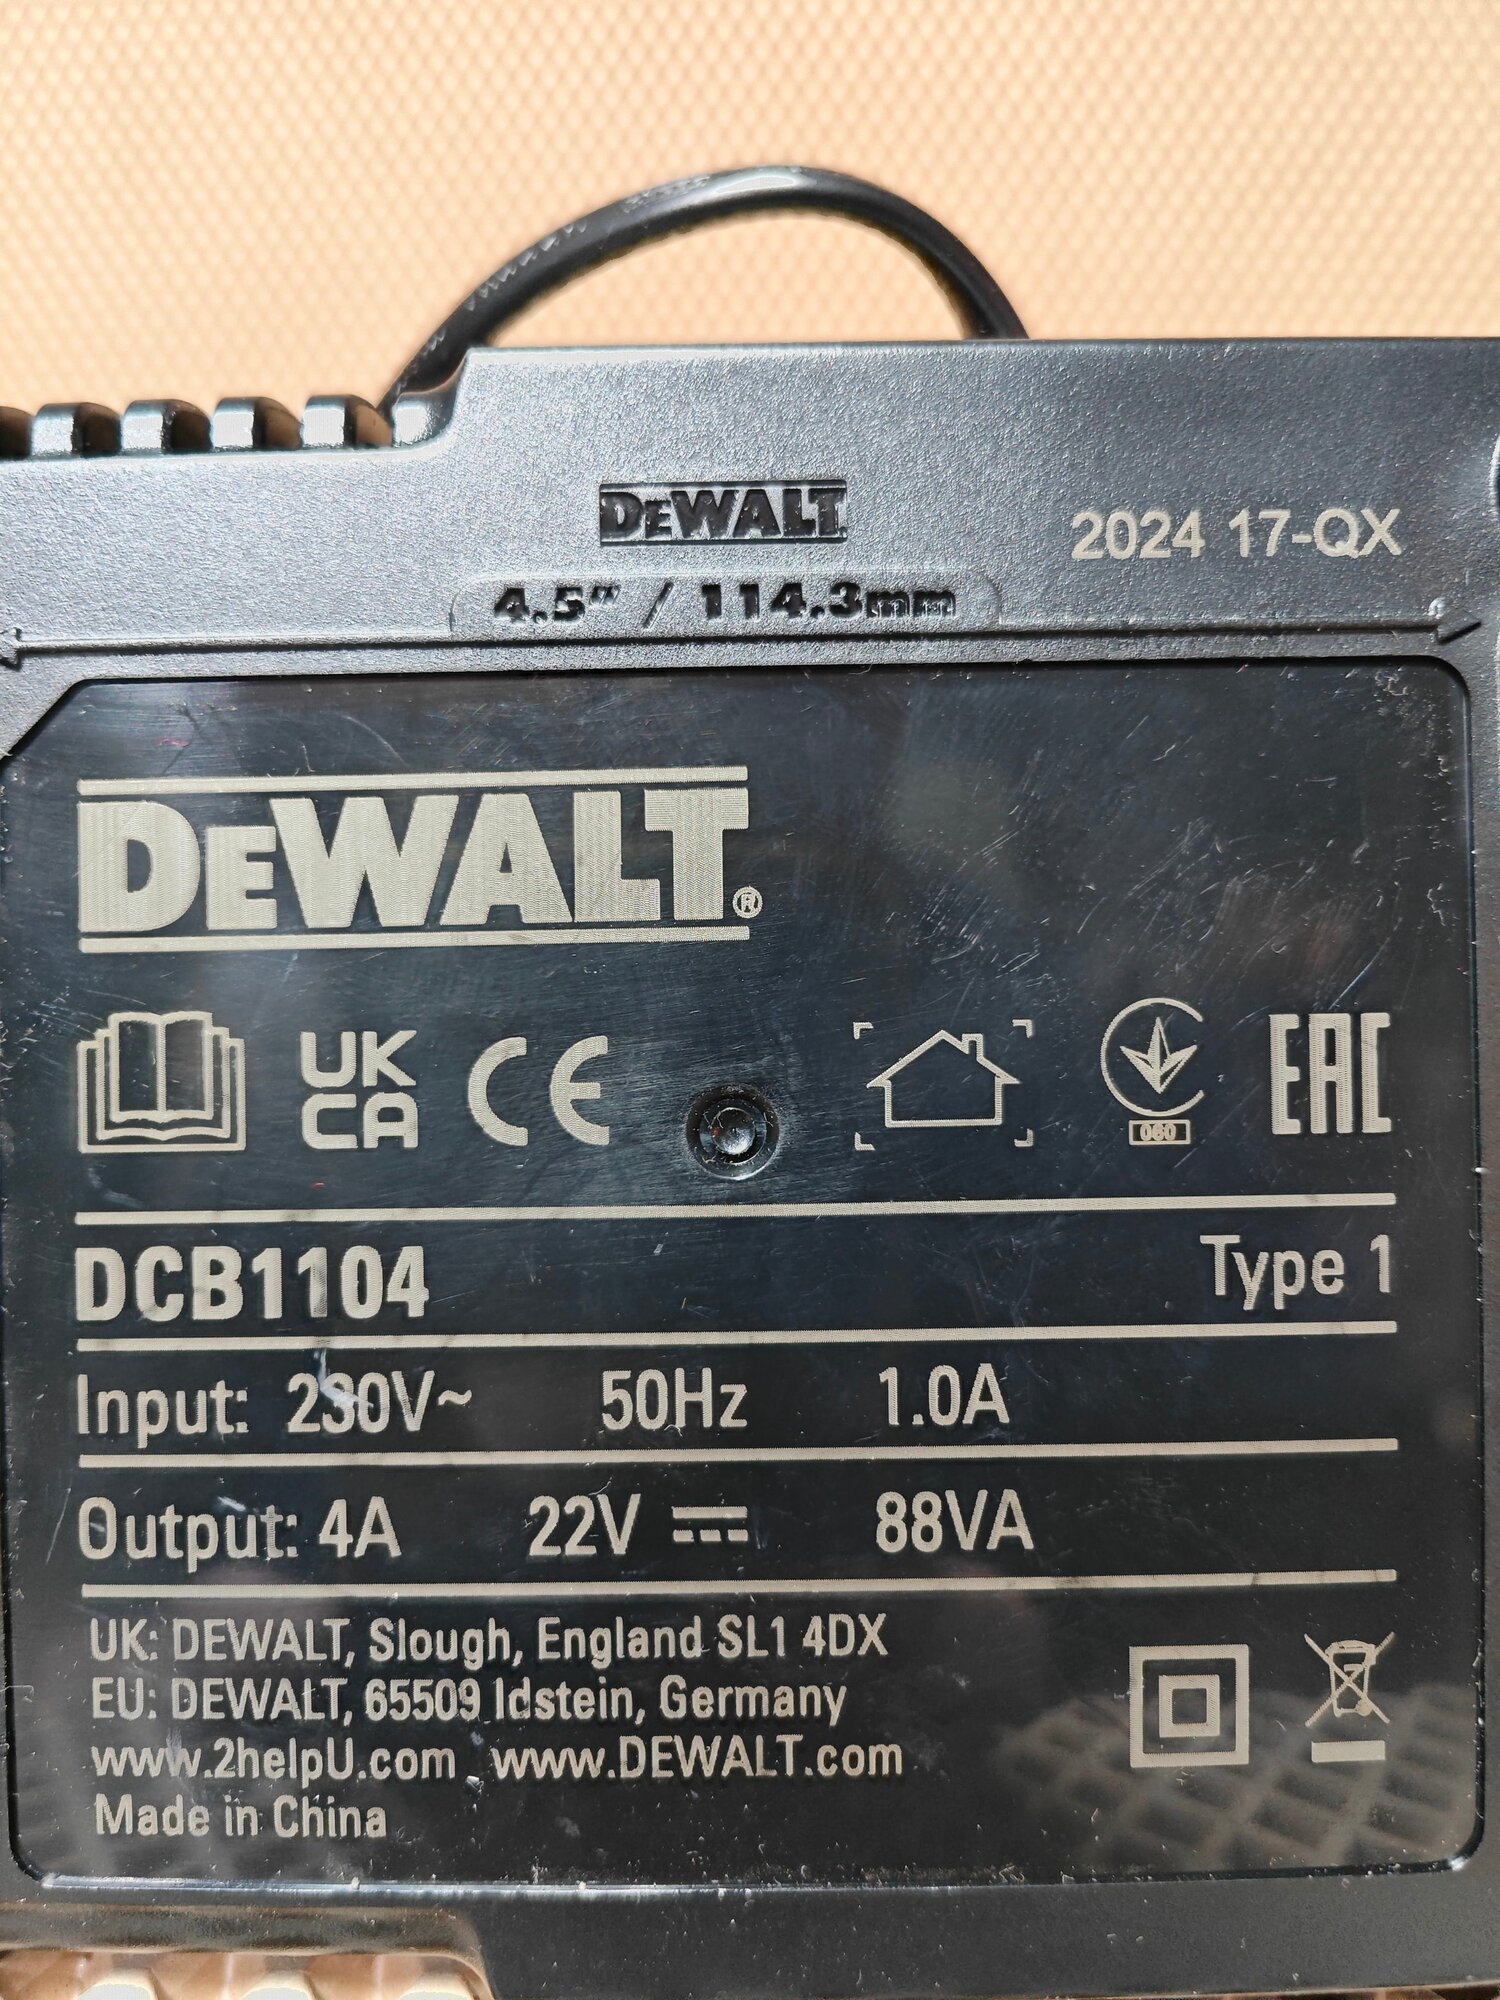 DEWALT
2024 17-QX
4.5" / 114.3mm
DEWALT®
UK
CA CE EAC
060
DCB1104 Type 1
Input: 230V~ 50Hz 1.0A
Output: 4A 22V ⎓ 88VA
UK: DEWALT, Slough, England SL1 4DX
EU: DEWALT, 65509 Idstein, Germany
www.2helpU.com www.DEWALT.com
Made in China